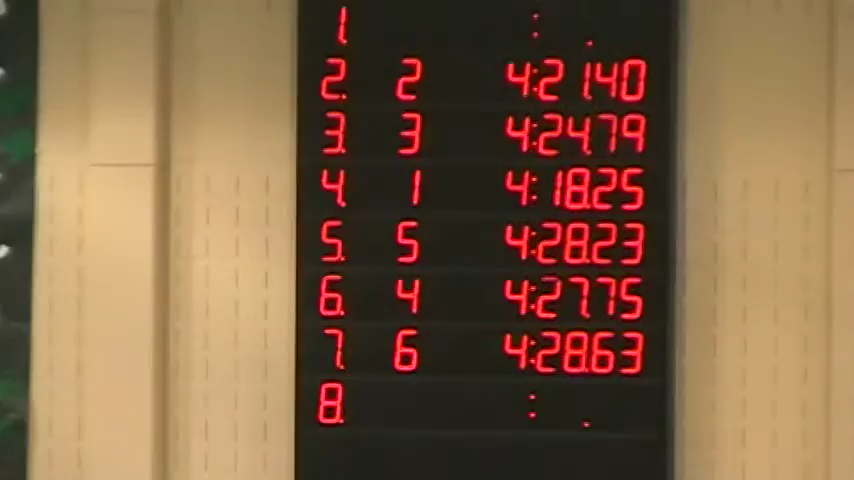 1 : .
2. 2 4:21.40
3. 3 4:24.79
4. 1 4:18.25
5. 5 4:28.23
6. 4 4:27.75
7. 6 4:28.63
8. : .